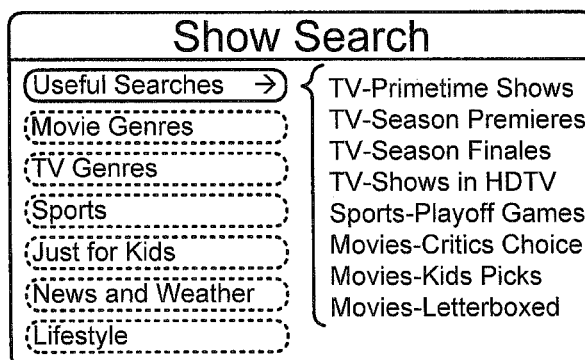 Show Search
Useful Searches →
Movie Genres
TV Genres
Sports
Just for Kids
News and Weather
Lifestyle
TV-Primetime Shows
TV-Season Premieres
TV-Season Finales
TV-Shows in HDTV
Sports-Playoff Games
Movies-Critics Choice
Movies-Kids Picks
Movies-Letterboxed